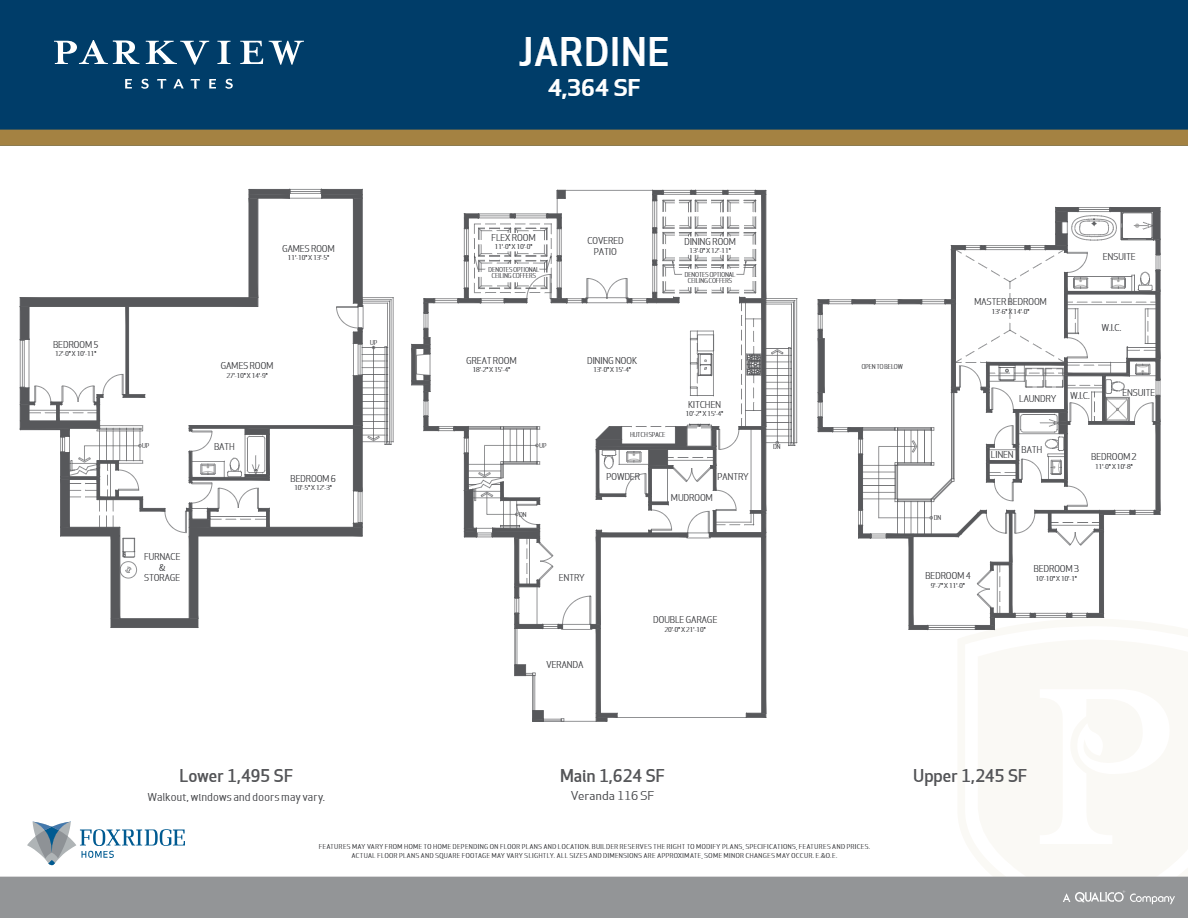 PARKVIEW
ESTATES
JARDINE
4,364 SF
GAMES ROOM
11'-10"X 13'-5"
BEDROOM 5
12'-0"X 10'-11"
GAMES ROOM
27'-10"X 14'-9"
UP
UP
BATH
BEDROOM 6
10'-5"X 12'-3"
FURNACE
&
STORAGE
FLEX ROOM
11'-0"X 10'-0"
DENOTES OPTIONAL
CEILING COFFERS
COVERED
PATIO
DINING ROOM
13'-0"X 12'-11"
DENOTES OPTIONAL
CEILING COFFERS
GREAT ROOM
18'-2"X 15'-4"
DINING NOOK
13'-0"X 15'-4"
KITCHEN
10'-2"X 15'-4"
HUTCH SPACE
UP
DN
POWDER
PANTRY
MUDROOM
DN
ENTRY
DOUBLE GARAGE
20'-0"X 21'-10"
VERANDA
ENSUITE
MASTER BEDROOM
13'-6"X 14'-0"
W.I.C.
OPEN TO BELOW
LAUNDRY
W.I.C.
ENSUITE
LINEN
BATH
BEDROOM 2
11'-0"X 10'-8"
DN
BEDROOM 4
9'-7"X 11'-0"
BEDROOM 3
10'-10"X 10'-1"
Lower 1,495 SF
Walkout, windows and doors may vary.
Main 1,624 SF
Veranda 116 SF
Upper 1,245 SF
P
FOXRIDGE
HOMES
FEATURES MAY VARY FROM HOME TO HOME DEPENDING ON FLOOR PLANS AND LOCATION. BUILDER RESERVES THE RIGHT TO MODIFY PLANS, SPECIFICATIONS, FEATURES AND PRICES.
ACTUAL FLOOR PLANS AND SQUARE FOOTAGE MAY VARY SLIGHTLY. ALL SIZES AND DIMENSIONS ARE APPROXIMATE, SOME MINOR CHANGES MAY OCCUR. E.&O.E.
A QUALICO Company